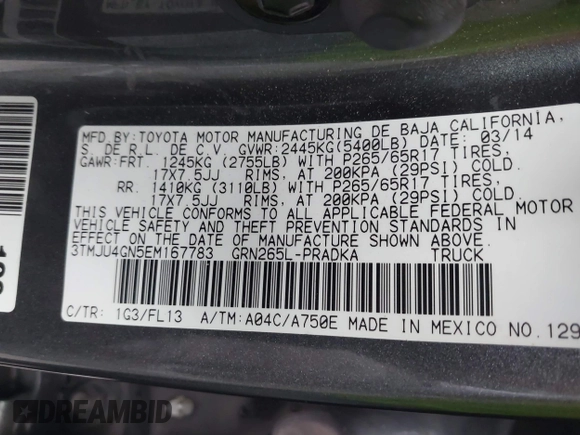 MFD.BY:TOYOTA MOTOR MANUFACTURING DE BAJA CALIFORNIA,
S. DE R.L. DE C.V. GVWR:2445KG(5400LB) DATE: 03/14
GAWR:FRT. 1245KG (2755LB) WITH P265/65R17 TIRES,
17X7.5JJ RIMS, AT 200KPA (29PSI) COLD.
RR. 1410KG (3110LB) WITH P265/65R17 TIRES,
17X7.5JJ RIMS, AT 200KPA (29PSI) COLD.
THIS VEHICLE CONFORMS TO ALL APPLICABLE FEDERAL MOTOR
VEHICLE SAFETY AND THEFT PREVENTION STANDARDS IN
EFFECT ON THE DATE OF MANUFACTURE SHOWN ABOVE.
3TMJU4GN5EM167783 GRN265L-PRADKA TRUCK
C/TR: 1G3/FL13 A/TM:A04C/A750E MADE IN MEXICO NO.129
DREAMBID